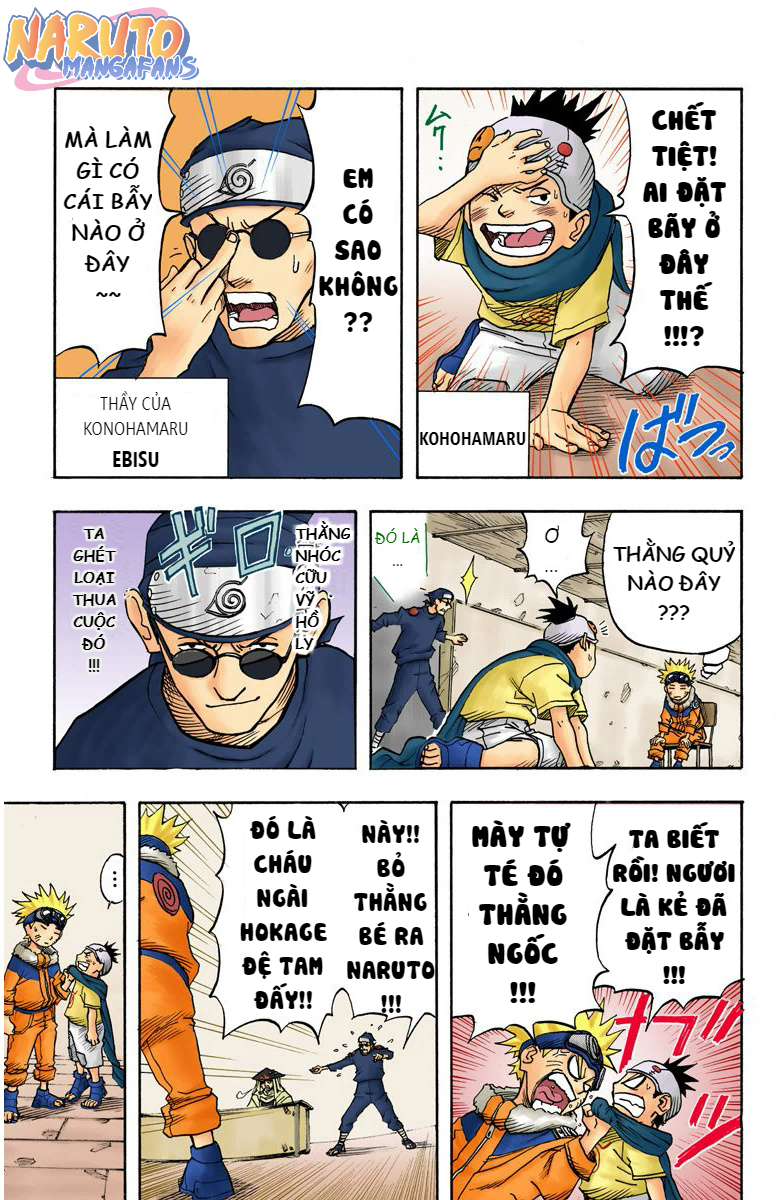 NARUTO
MANGAFANS
CHẾT
TIỆT!
AI ĐẶT
BÃY Ở
ĐÂY
THẾ
!!!?
ムク…
ばっ
KOHOHAMARU
EM
CÓ
SAO
KHÔNG
??
MÀ LÀM
GÌ CÓ
CÁI BẪY
NÀO Ở
ĐÂY
~~
THẦY CỦA
KONOHAMARU
EBISU
THẰNG QUỶ
NÀO ĐÂY
???
Ơ
...
ĐÓ LÀ
...
THẰNG
NHÓC
CỬU
VỸ
HỒ
LY
ギロ
TA
GHÉT
LOẠI
THUA
CUỘC
ĐÓ
!!!
TA BIẾT
RỒI! NGƯƠI
LÀ KẺ ĐÃ
ĐẶT BẪY
!!!
MÀY TỰ
TÉ ĐÓ
THẰNG
NGỐC
!!!
NÀY!!
BỎ
THẰNG
BÉ RA
NARUTO
!!!
ĐÓ LÀ
CHÁU
NGÀI
HOKAGE
ĐỆ TAM
ĐẤY!!
…